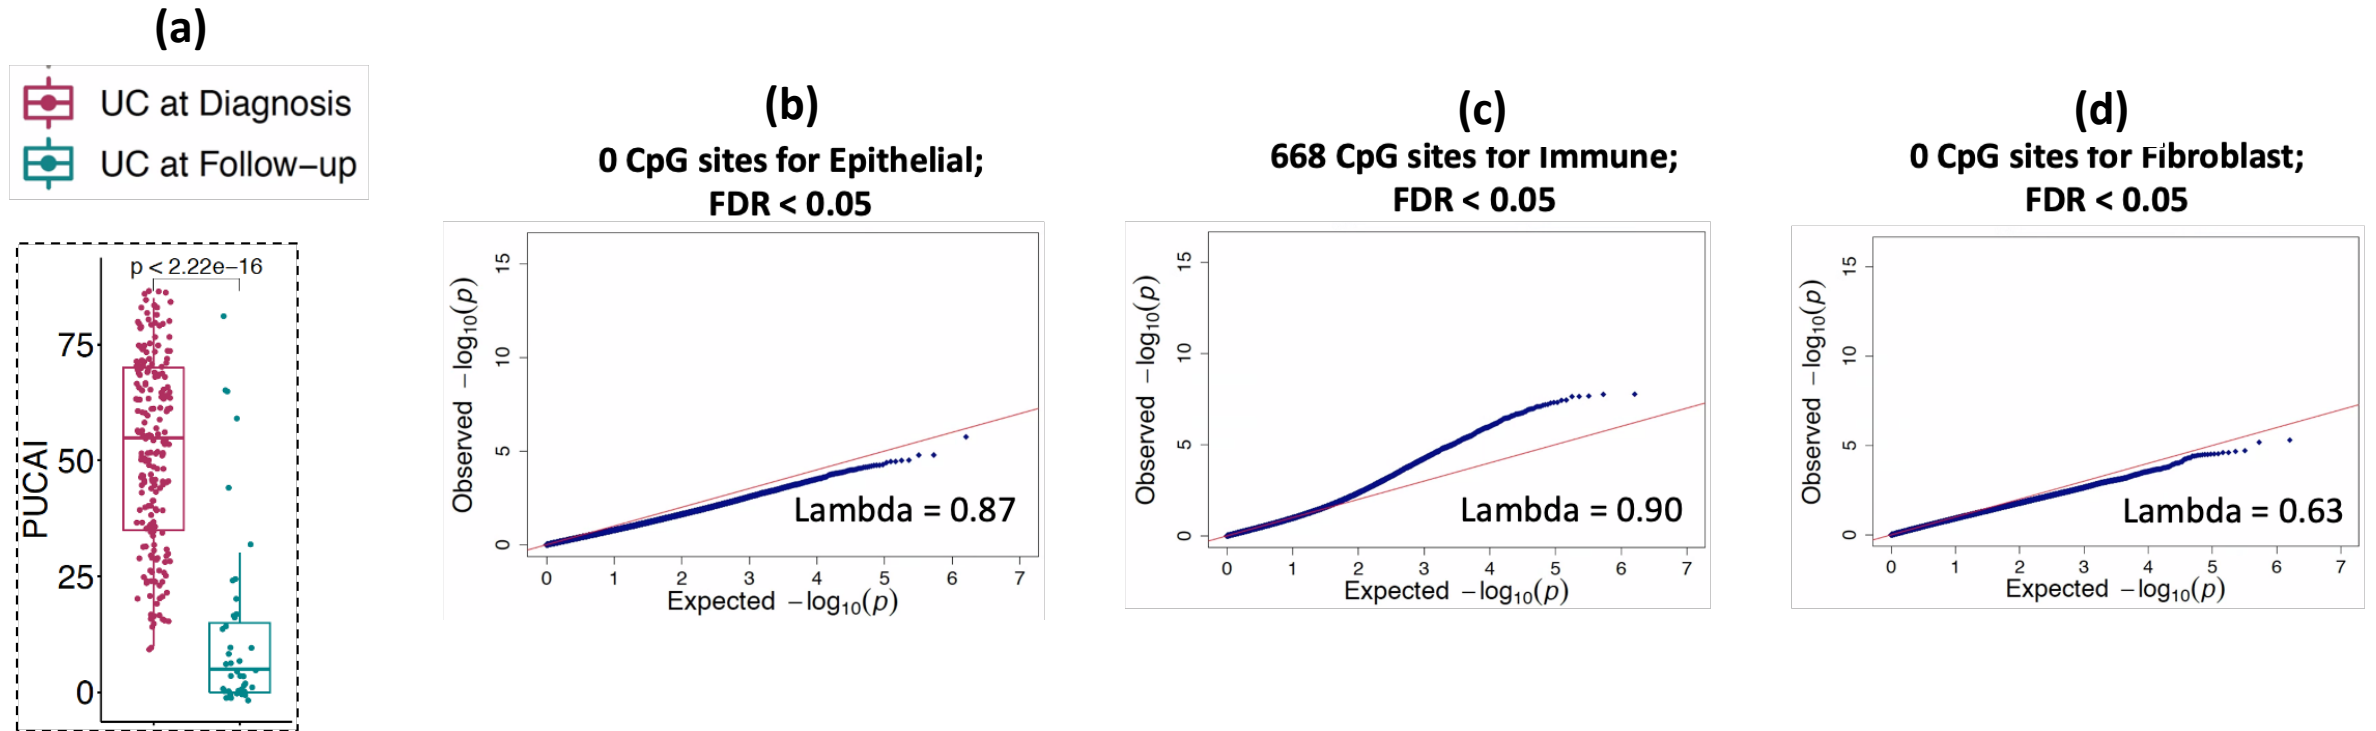 (a)
UC at Diagnosis
UC at Follow−up
p < 2.22e−16
75
50
25
0
PUCAI
(b)
0 CpG sites for Epithelial;
FDR < 0.05
Observed −log10(p)
15
10
5
0
Lambda = 0.87
0 1 2 3 4 5 6 7
Expected −log10(p)
(c)
668 CpG sites for Immune;
FDR < 0.05
Observed −log10(p)
15
10
5
0
Lambda = 0.90
0 1 2 3 4 5 6 7
Expected −log10(p)
(d)
0 CpG sites for Fibroblast;
FDR < 0.05
Observed −log10(p)
15
10
5
0
Lambda = 0.63
0 1 2 3 4 5 6 7
Expected −log10(p)